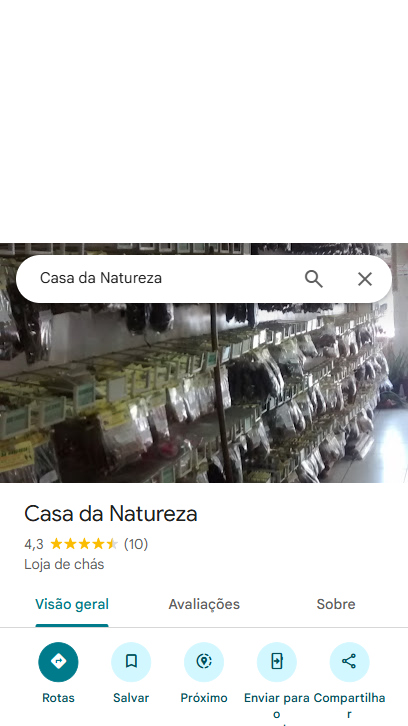 Casa da Natureza
Casa da Natureza
4,3 (10)
Loja de chás
Visão geral Avaliações Sobre
Rotas Salvar Próximo Enviar para Compartilha
o r